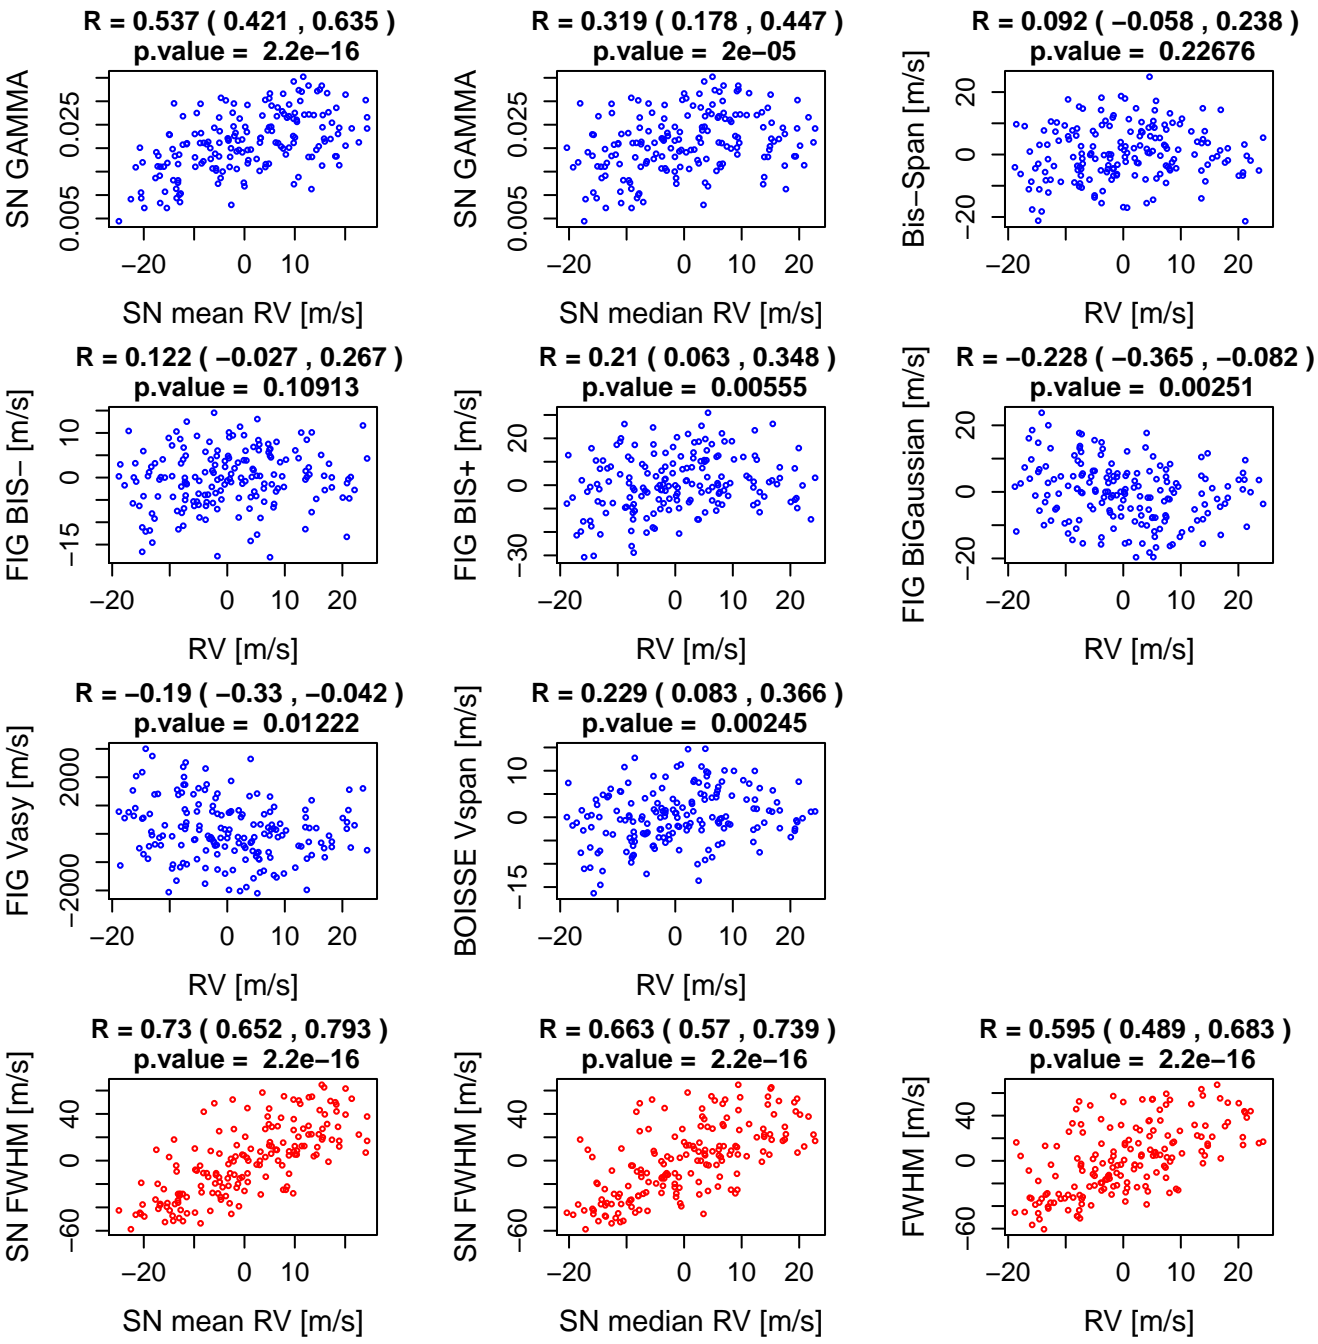 R = 0.537 ( 0.421 , 0.635 )
p.value = 2.2e−16
SN GAMMA
0.005 0.025
−20 0 10
SN mean RV [m/s]
R = 0.319 ( 0.178 , 0.447 )
p.value = 2e−05
SN GAMMA
0.005 0.025
−20 0 10 20
SN median RV [m/s]
R = 0.092 ( −0.058 , 0.238 )
p.value = 0.22676
Bis−Span [m/s]
−20 0 20
−20 0 10 20
RV [m/s]
R = 0.122 ( −0.027 , 0.267 )
p.value = 0.10913
FIG BIS− [m/s]
−15 0 10
−20 0 10 20
RV [m/s]
R = 0.21 ( 0.063 , 0.348 )
p.value = 0.00555
FIG BIS+ [m/s]
−30 0 20
−20 0 10 20
RV [m/s]
R = −0.228 ( −0.365 , −0.082 )
p.value = 0.00251
FIG BiGaussian [m/s]
−20 0 20
−20 0 10 20
RV [m/s]
R = −0.19 ( −0.33 , −0.042 )
p.value = 0.01222
FIG Vasy [m/s]
−2000 2000
−20 0 10 20
RV [m/s]
R = 0.229 ( 0.083 , 0.366 )
p.value = 0.00245
BOISSE Vspan [m/s]
−15 0 10
−20 0 10 20
RV [m/s]
R = 0.73 ( 0.652 , 0.793 )
p.value = 2.2e−16
SN FWHM [m/s]
−60 0 40
−20 0 10
SN mean RV [m/s]
R = 0.663 ( 0.57 , 0.739 )
p.value = 2.2e−16
SN FWHM [m/s]
−60 0 40
−20 0 10 20
SN median RV [m/s]
R = 0.595 ( 0.489 , 0.683 )
p.value = 2.2e−16
FWHM [m/s]
−60 0 40
−20 0 10 20
RV [m/s]